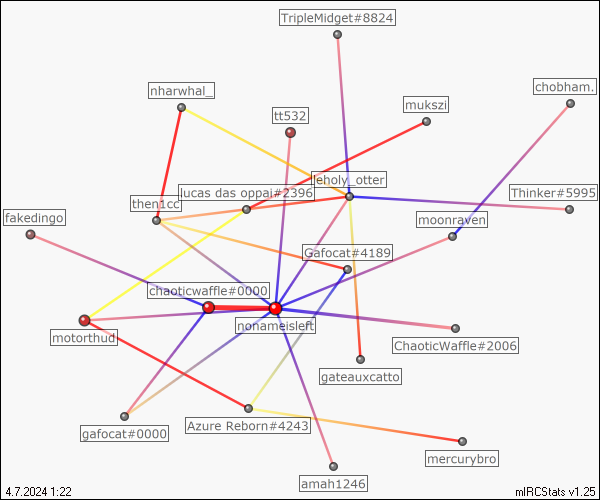 TripleMidget#8824
nharwhal_
chobham.
mukszi
tt532
leholy_otter
lucas das oppai#2396
Thinker#5995
then1cc
fakedingo
moonraven
Gafocat#4189
chaoticwaffle#0000
nonameisleft
motorthud
ChaoticWaffle#2006
gateauxcatto
Azure Reborn#4243
gafocat#0000
mercurybro
amah1246
4.7.2024 1:22
mIRCStats v1.25